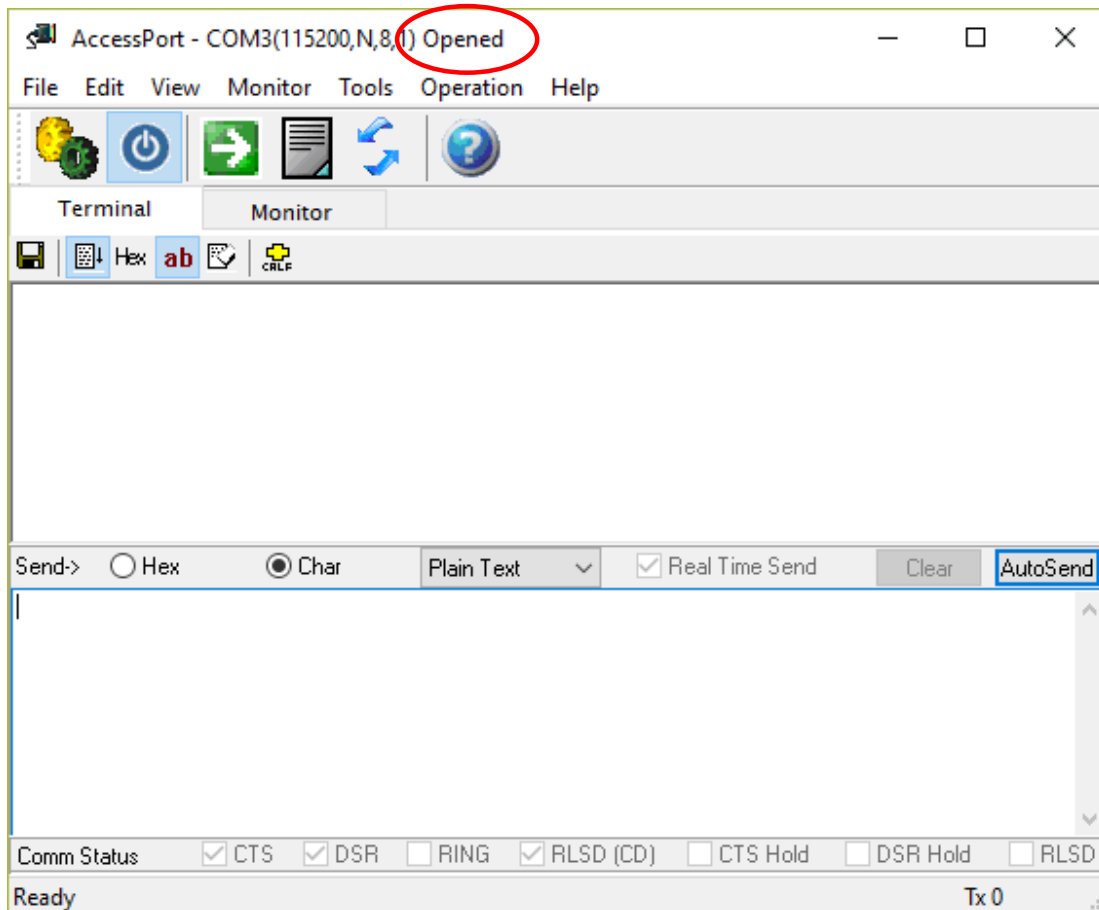 AccessPort - COM3(115200,N,8,1) Opened
File Edit View Monitor Tools Operation Help
Terminal Monitor
Hex ab CRLF
Send-> Hex Char Plain Text Real Time Send Clear AutoSend
Comm Status CTS DSR RING RLSD (CD) CTS Hold DSR Hold RLSD
Ready Tx 0